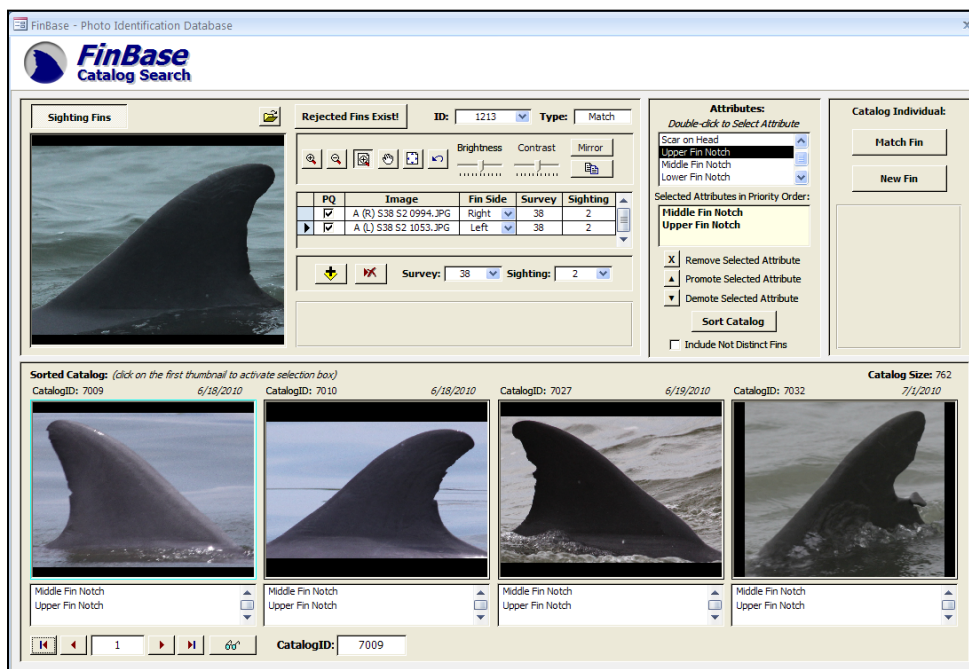 FinBase - Photo Identification Database
FinBase
Catalog Search
Sighting Fins
Rejected Fins Exist!
ID: 1213 Type: Match
Brightness Contrast Mirror
PQ Image Fin Side Survey Sighting
A (R) S38 S2 0994.JPG Right 38 2
A (L) S38 S2 1053.JPG Left 38 2
Survey: 38 Sighting: 2
Attributes:
Double-click to Select Attribute
Scar on Head
Upper Fin Notch
Middle Fin Notch
Lower Fin Notch
Selected Attributes in Priority Order:
Middle Fin Notch
Upper Fin Notch
X Remove Selected Attribute
Promote Selected Attribute
Demote Selected Attribute
Sort Catalog
Include Not Distinct Fins
Catalog Individual:
Match Fin
New Fin
Sorted Catalog: (click on the first thumbnail to activate selection box) Catalog Size: 762
CatalogID: 7009 6/18/2010 CatalogID: 7010 6/18/2010 CatalogID: 7027 6/19/2010 CatalogID: 7032 7/1/2010
Middle Fin Notch Middle Fin Notch Middle Fin Notch Middle Fin Notch
Upper Fin Notch Upper Fin Notch Upper Fin Notch Upper Fin Notch
1 CatalogID: 7009